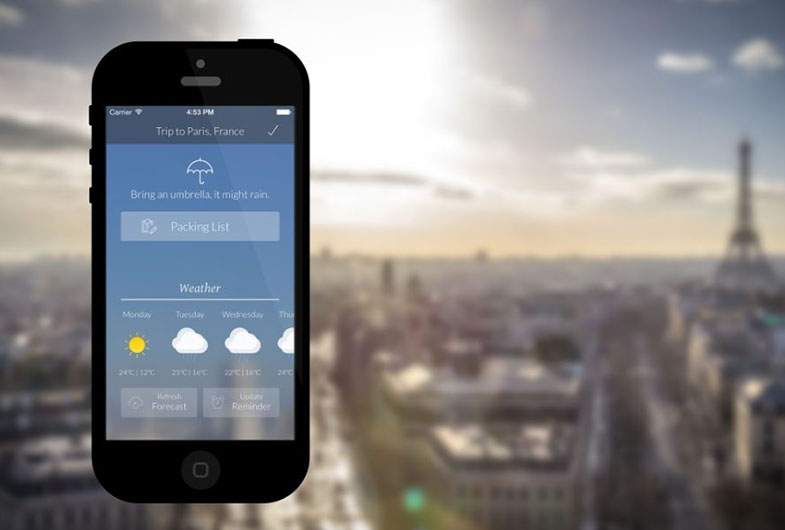 Carrier 4:53 PM
Trip to Paris, France
Bring an umbrella, it might rain.
Packing List
Weather
Monday Tuesday Wednesday Thu
24°C | 12°C 23°C | 16°C 22°C | 16°C 24°C
Refresh Forecast
Update Reminder